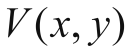 V(x, y)